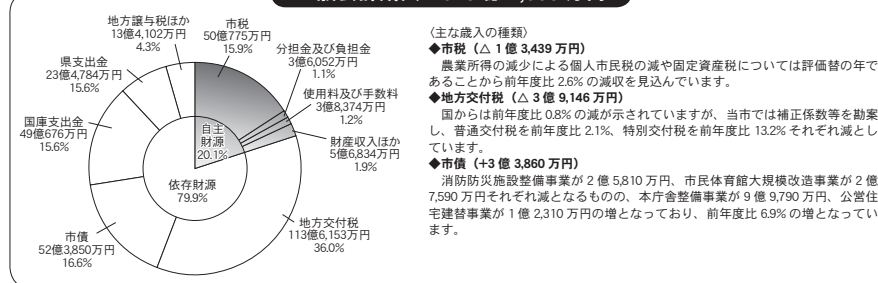 地方譲与税ほか
13億4,102万円
4.3%
県支出金
23億4,784万円
15.6%
国庫支出金
49億676万円
15.6%
市債
52億3,850万円
16.6%
市税
50億775万円
15.9%
分担金及び負担金
3億6,052万円
1.1%
使用料及び手数料
3億8,374万円
1.2%
財産収入ほか
5億6,834万円
1.9%
地方交付税
113億6,153万円
36.0%
自主
財源
20.1%
依存財源
79.9%
〈主な歳入の種類〉
◆市税(△ 1 億 3,439 万円)
農業所得の減少による個人市民税の減や固定資産税については評価替の年で
あることから前年度比 2.6% の減収を見込んでいます。
◆地方交付税(△ 3 億 9,146 万円)
国からは前年度比 0.8% の減が示されていますが、当市では補正係数等を勘案
し、普通交付税を前年度比 2.1%、特別交付税を前年度比 13.2% それぞれ減とし
ています。
◆市債(+3 億 3,860 万円)
消防防災施設整備事業が 2 億 5,810 万円、市民体育館大規模改造事業が 2 億
7,590 万円それぞれ減となるものの、本庁舎整備事業が 9 億 9,790 万円、公営住
宅建替事業が 1 億 2,310 万円の増となっており、前年度比 6.9% の増となってい
ます。